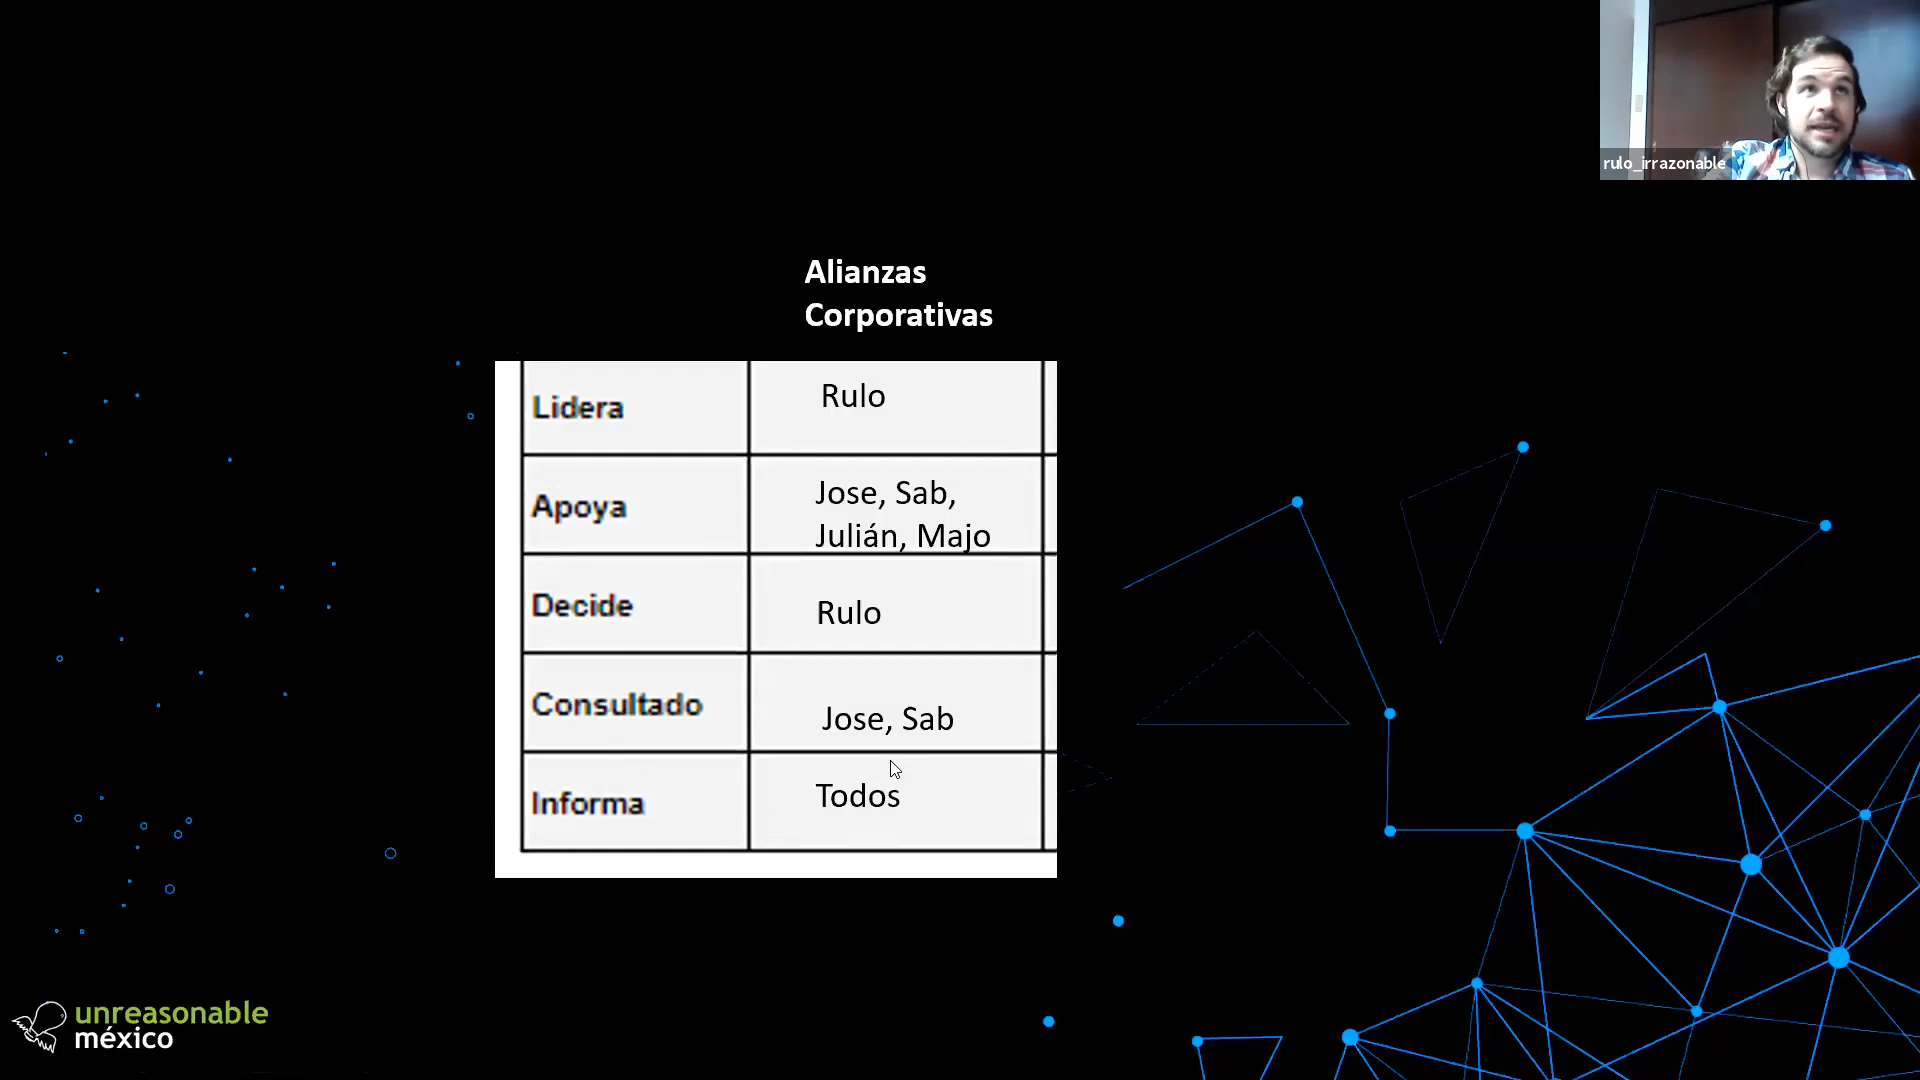 rulo_irrazonable
Alianzas
Corporativas
Lidera
Rulo
Apoya
Jose, Sab,
Julián, Majo
Decide
Rulo
Consultado
Jose, Sab
Informa
Todos
unreasonable
méxico